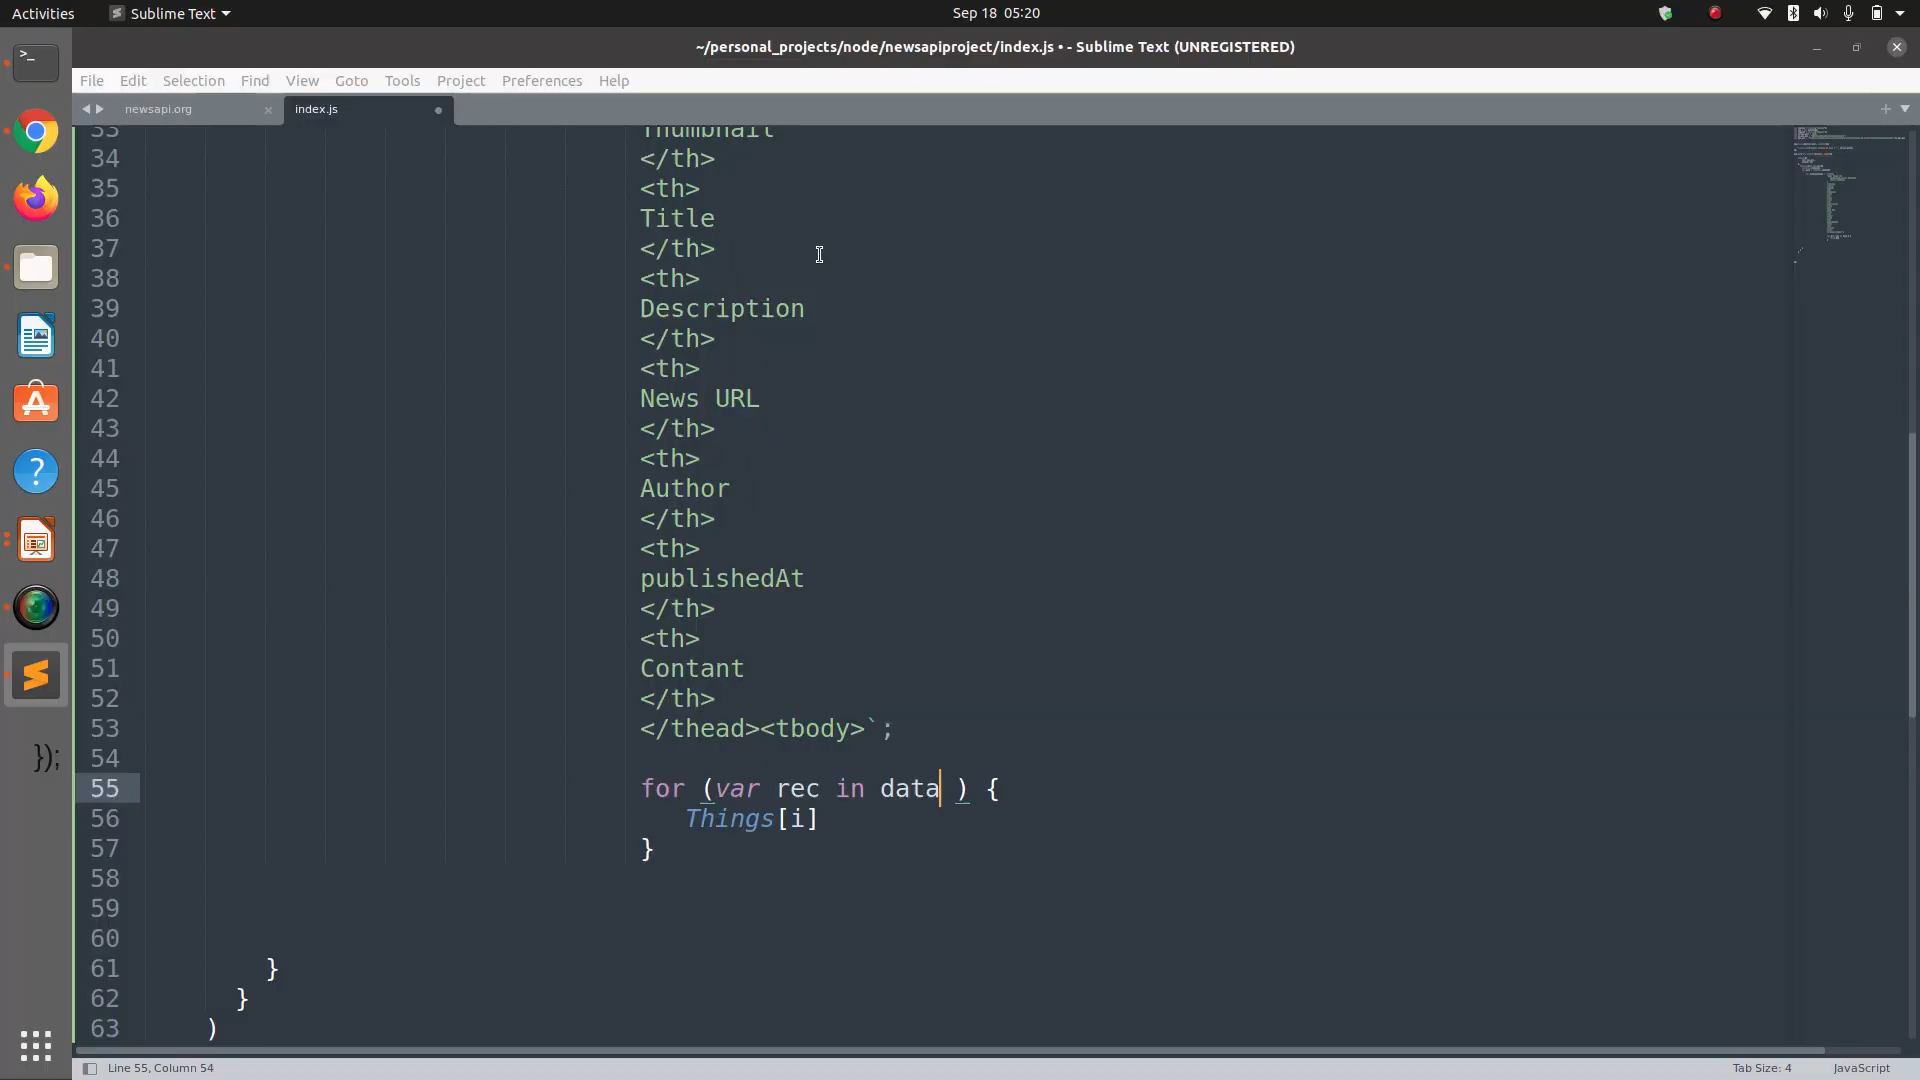 Activities Sublime Text Sep 18 05:20
~/personal_projects/node/newsapiproject/index.js • - Sublime Text (UNREGISTERED)
File Edit Selection Find View Goto Tools Project Preferences Help
newsapi.org index.js
33 Thumbnail
34 </th>
35 <th>
36 Title
37 </th>
38 <th>
39 Description
40 </th>
41 <th>
42 News URL
43 </th>
44 <th>
45 Author
46 </th>
47 <th>
48 publishedAt
49 </th>
50 <th>
51 Contant
52 </th>
53 </thead><tbody>`;
54
55 for (var rec in data ) {
56 Things[i]
57 }
58
59
60
61 }
62 }
63 )
});
Line 55, Column 54 Tab Size: 4 JavaScript